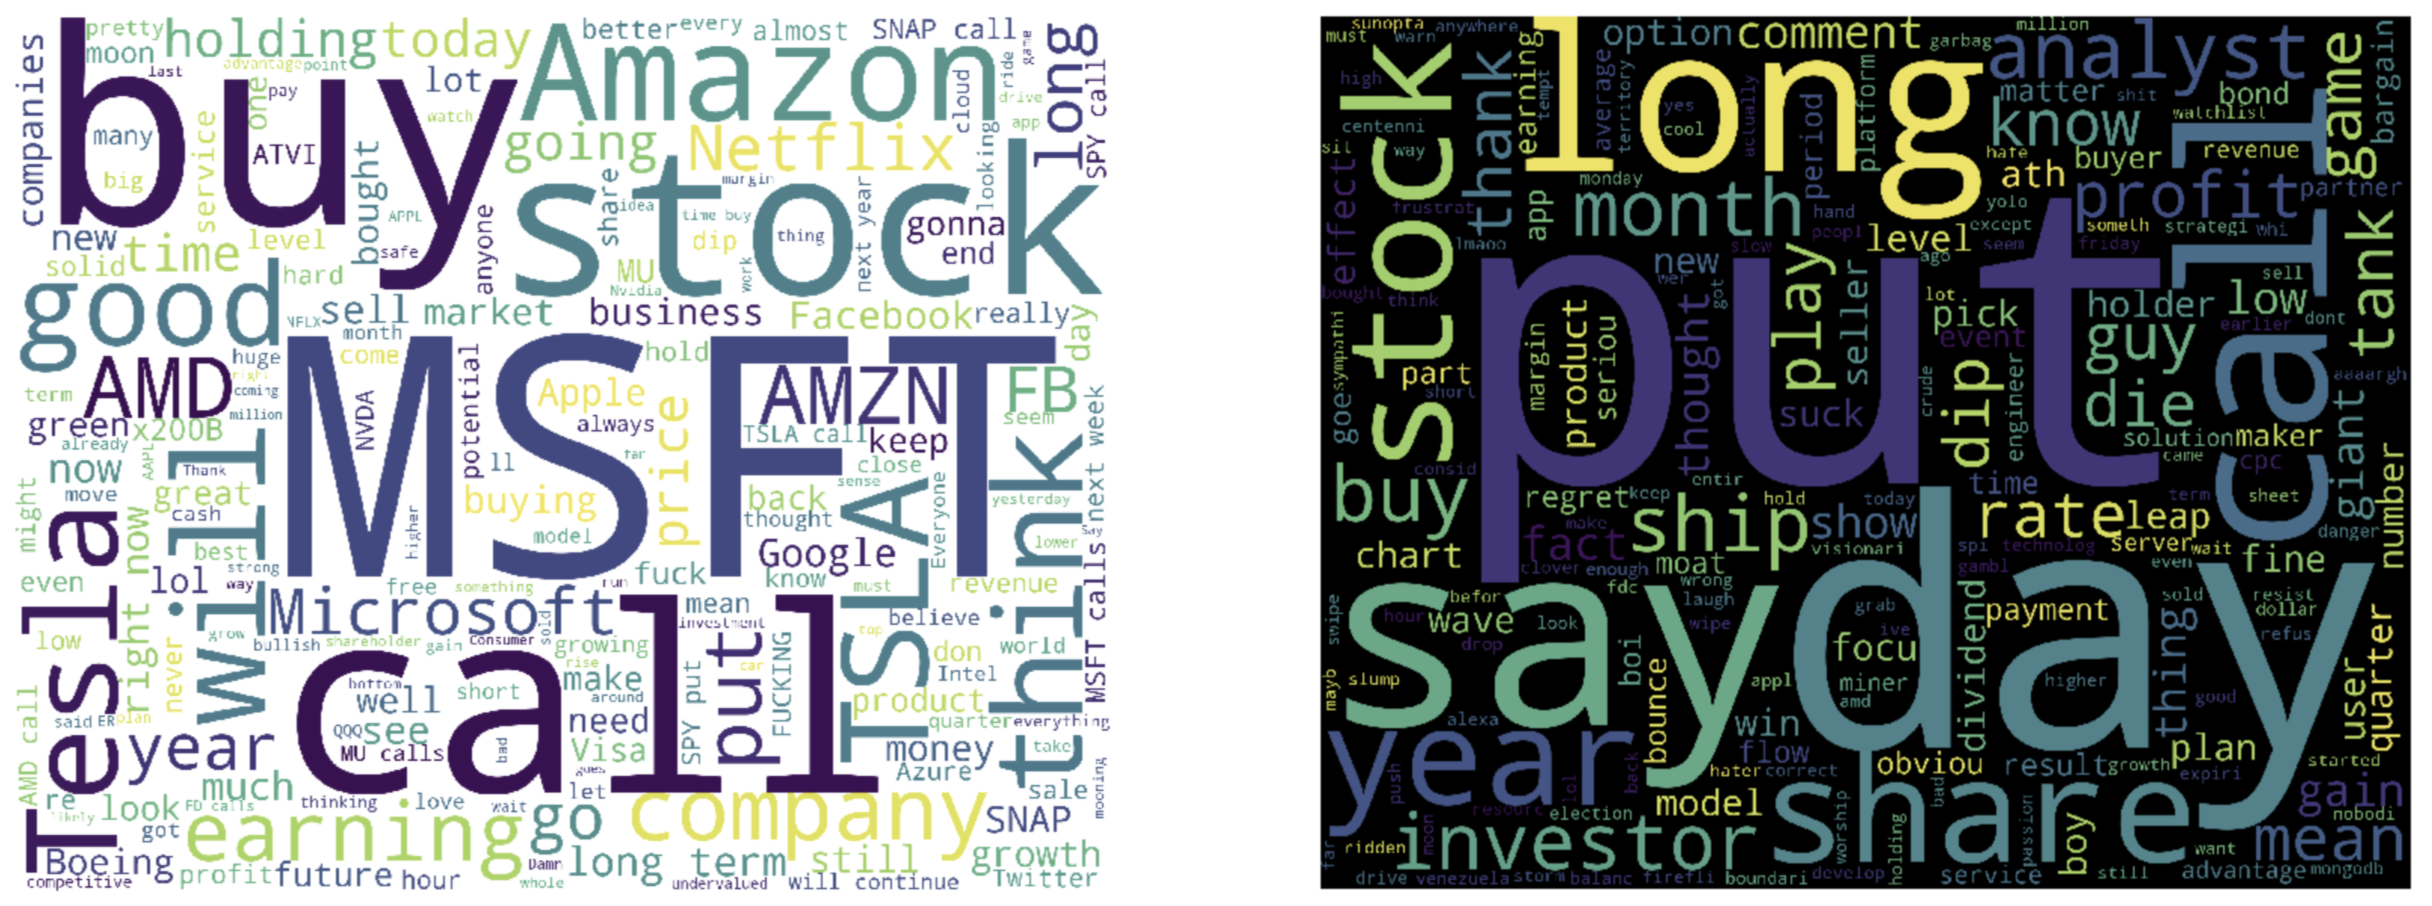 pretty
moon
holding
today
better
every
almost
SNAP call
game
long
companies
last
advantage
point
buy
Amazon
cloud
ride
drive
app
SPY call
many
big
service
one
pay
lot
watch
ATVI
bought
going
Netflix
looking
new
time
level
APPL
safe
anyone
stock
share
idea
margin
time buy
dip
thing
next year
gonna
end
solid
hard
MU
Nvidia
work
good
NFLX
sell
month
market
business
Facebook
really
day
huge
come
hold
term
AMD
right
coming
million
MSFT
NVDA
potential
Apple
always
price
AMZN
FB
seem
green
x200B
already
TSLA call
keep
now
AAPL
Thank
ll
far
close
sense
move
great
cash
higher
buying
model
back
thought
Everyone
yesterday
next week
might
best
strong
Google
Say
lower
even
lol
way
free
something
run
fuck
know
must
revenue
Tesla
right now
will
Microsoft
mean
investment
believe
TSLA
think
MSFT calls
low
never
grow
bullish
shareholder
gain
Consumer
sold
growing
rise
call
put
car
FUCKING
top
don
world
Intel
bottom
well
short
make
around
product
AMD call
said
ER
plan
QQQ
see
bad
need
SPY put
quarter
everything
year
MU calls
Visa
money
take
Azure
much
goes
let
sale
mooning
re
likely
look
FD calls
thinking
love
wait
got
earning
go
company
SNAP
Boeing
Damn
long term
still
growth
competitive
profit
future
hour
whole
undervalued
will continue
Twitter
sunopta
anywhere
must
warn
option
comment
garbag
million
analyst
game
bargain
high
stock
thank
earning
tempt
long
average
territory
yes
cool
actually
period
platform
know
matter
shit
bond
watchlist
centenni
sit
way
hate
buyer
revenue
call
effect
frustrat
app
monday
month
hand
peopl
ath
profit
partner
yolo
someth
strategi
whi
lmaoo
slow
level
except
seem
friday
tank
bought
think
new
wer
got
play
seller
ago
lot
pick
event
holder
low
sell
earlier
dont
goe
sympathi
part
short
margin
product
seriou
put
thought
suck
dip
crude
engineer
guy
die
aaaargh
giant
consid
entir
solution
maker
came
cpc
buy
regret
keep
hold
today
time
term
sheet
number
chart
fact
make
ship
show
rate
leap
server
wait
danger
visionari
spi
technolog
clover
enough
moat
gambl
even
fine
swipe
hour
befor
say
fdc
wrong
laugh
wipe
grab
ive
day
payment
sold
resist
dollar
refus
wave
look
drop
focu
dividend
thing
user
quarter
mayb
slump
boi
bounce
appl
miner
amd
higher
good
alexa
win
flow
year
push
hater
correct
obviou
result
growth
plan
expiri
started
resourc
lol
back
model
share
bad
gain
nobodi
far
ridden
moon
election
investor
worship
holding
passion
boy
want
mean
drive
venezuela
storm
balanc
firefli
boundari
develop
service
still
advantage
mongodb